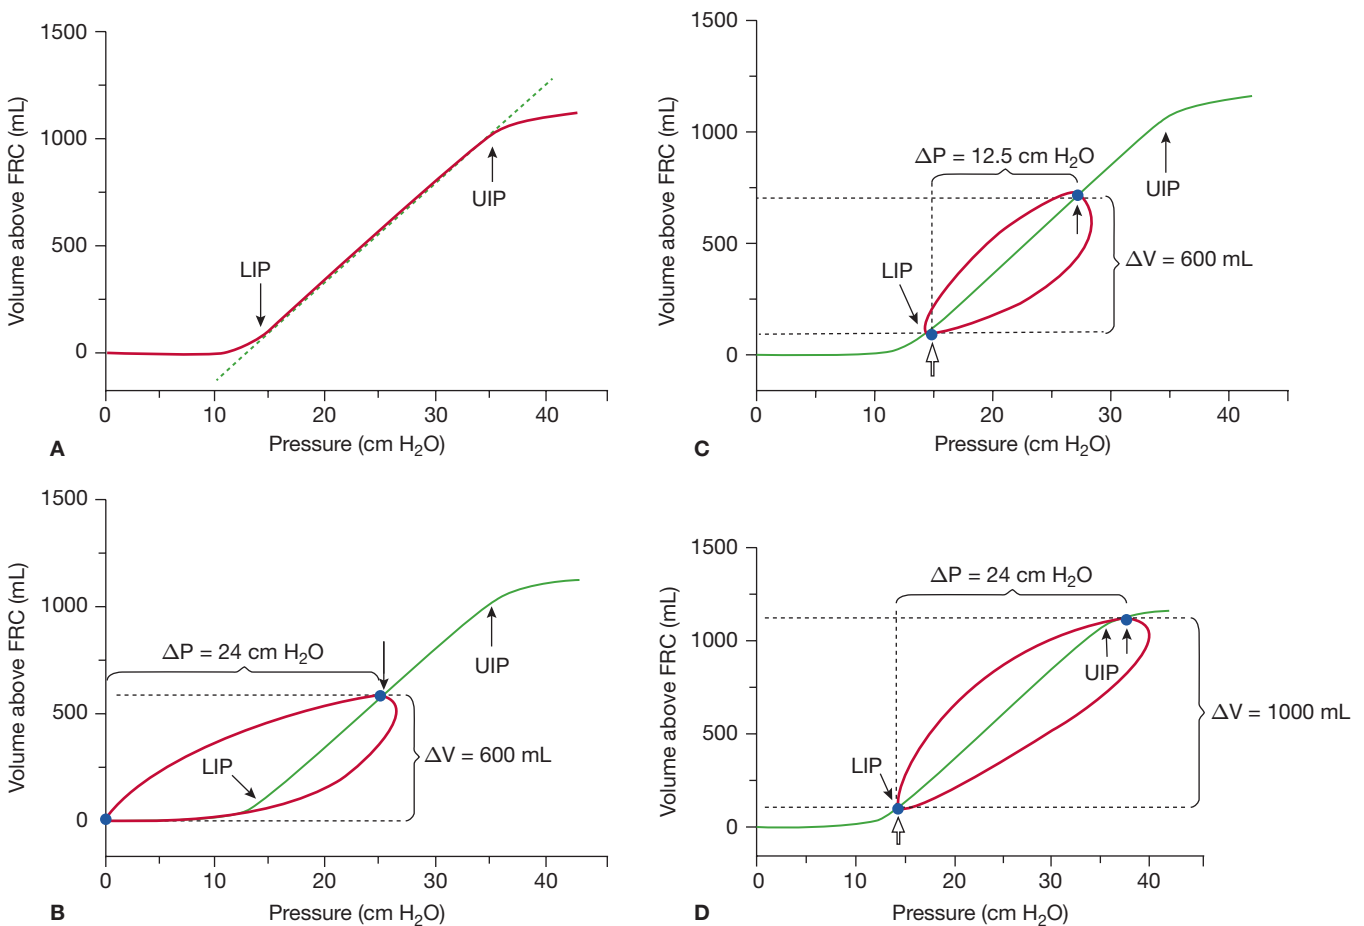 1500
1000
500
0
Volume above FRC (mL)
LIP
UIP
0 10 20 30 40
Pressure (cm H₂O)
A
1500
1000
500
0
Volume above FRC (mL)
ΔP = 12.5 cm H₂O
UIP
LIP
ΔV = 600 mL
0 10 20 30 40
Pressure (cm H₂O)
C
1500
1000
500
0
Volume above FRC (mL)
ΔP = 24 cm H₂O
UIP
LIP
ΔV = 600 mL
0 10 20 30 40
Pressure (cm H₂O)
B
1500
1000
500
0
Volume above FRC (mL)
ΔP = 24 cm H₂O
UIP
LIP
ΔV = 1000 mL
0 10 20 30 40
Pressure (cm H₂O)
D